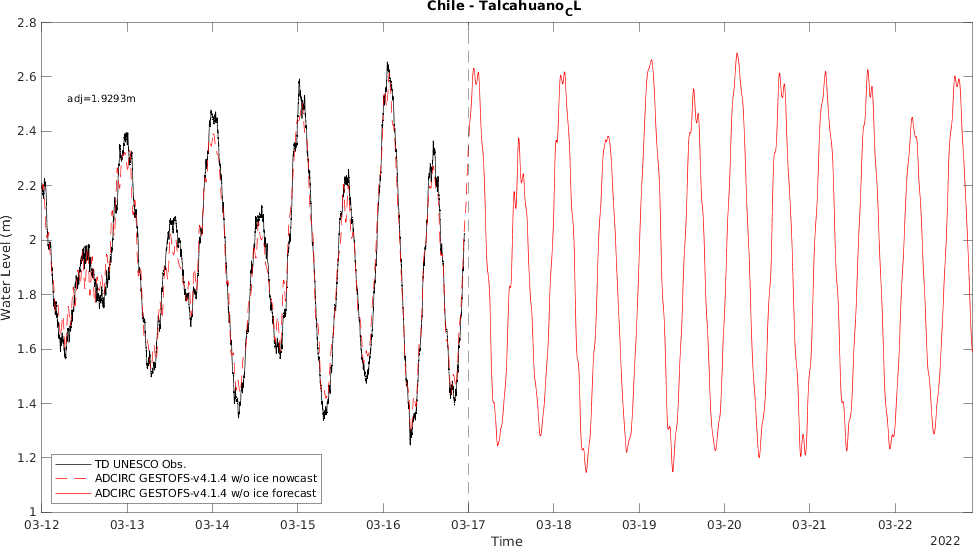 Chile - Talcahuano_CL
2.8
2.6
adj=1.9293m
2.4
2.2
2
1.8
1.6
1.4
1.2
1
Water Level (m)
TD UNESCO Obs.
ADCIRC GESTOFS-v4.1.4 w/o ice nowcast
ADCIRC GESTOFS-v4.1.4 w/o ice forecast
03-12 03-13 03-14 03-15 03-16 03-17 03-18 03-19 03-20 03-21 03-22
Time
2022